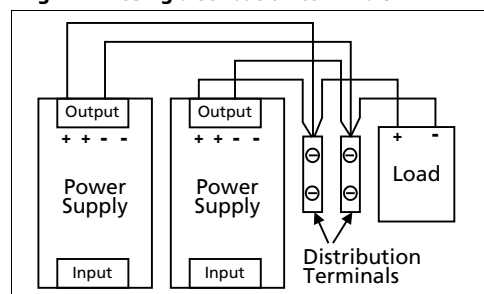 Output
+ + - -
Power
Supply
Input
Output
+ + - -
Power
Supply
Input
+ -
Load
Distribution
Terminals